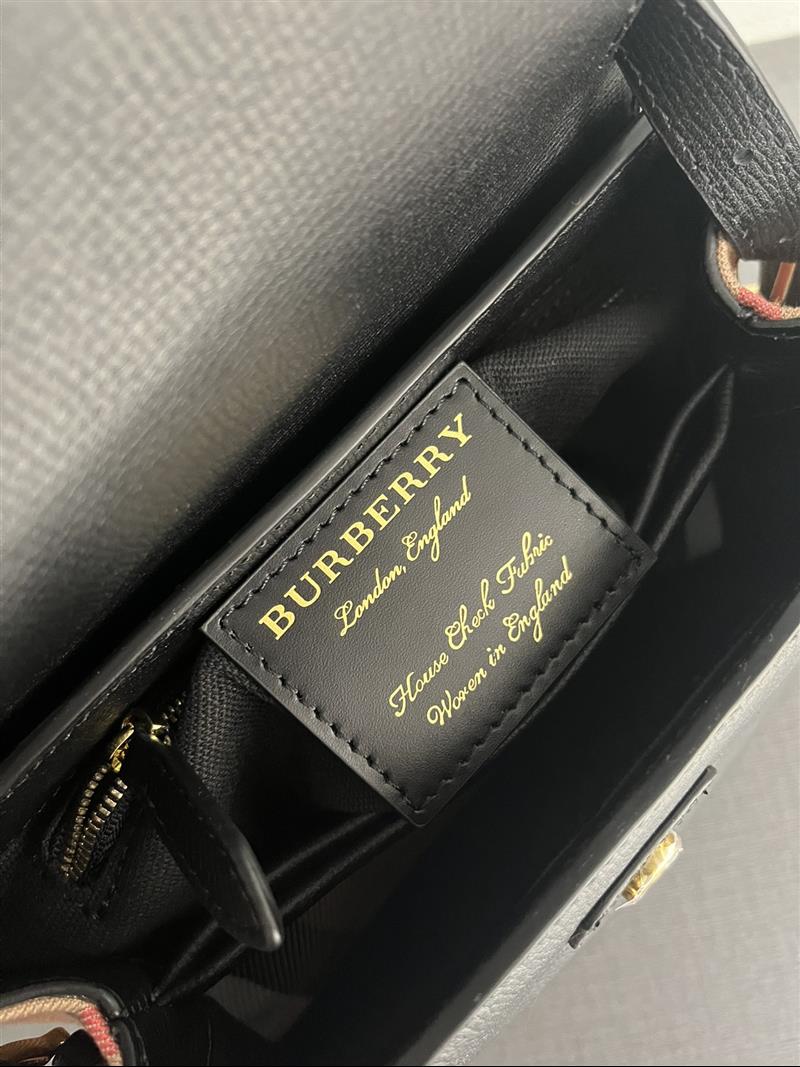 BURBERRY
London, England
House Check Fabric
Woven in England